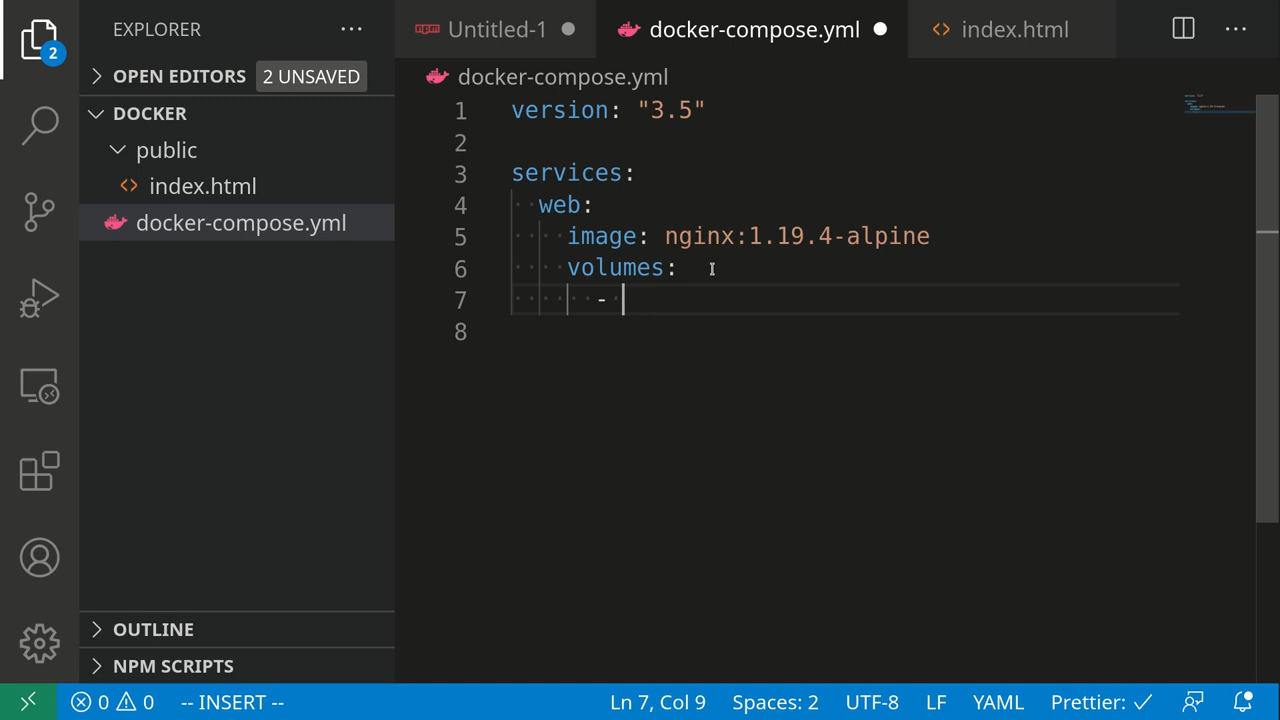 EXPLORER
2
OPEN EDITORS 2 UNSAVED
DOCKER
public
index.html
docker-compose.yml
OUTLINE
NPM SCRIPTS
Untitled-1
docker-compose.yml
index.html
docker-compose.yml
1 version: "3.5"
2
3 services:
4 web:
5 image: nginx:1.19.4-alpine
6 volumes:
7 -
8
0 0 -- INSERT -- Ln 7, Col 9 Spaces: 2 UTF-8 LF YAML Prettier: ✓